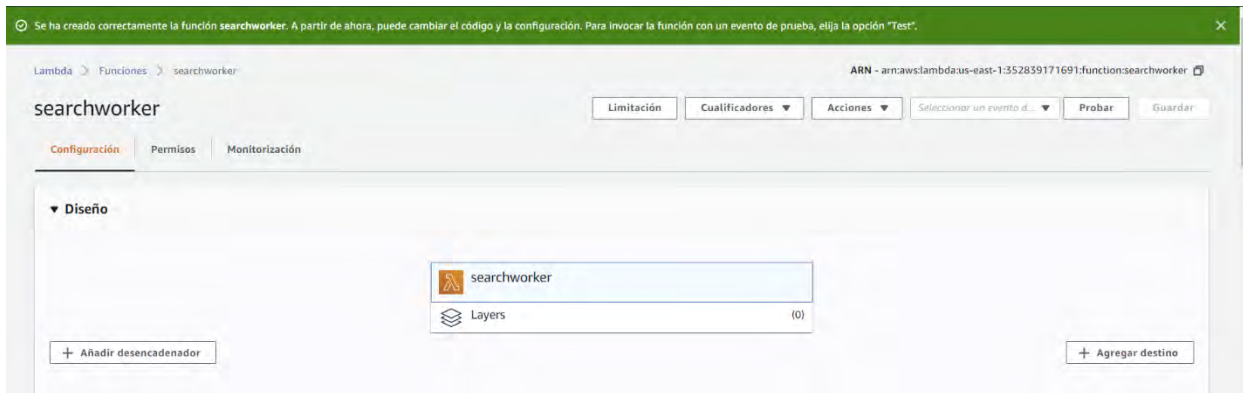 Se ha creado correctamente la función searchworker. A partir de ahora, puede cambiar el código y la configuración. Para invocar la función con un evento de prueba, elija la opción "Test".
Lambda > Funciones > searchworker
ARN - arn:aws:lambda:us-east-1:352839171691:function:searchworker
searchworker
Limitación Cualificadores Acciones Seleccionar un evento d... Probar Guardar
Configuración Permisos Monitorización
Diseño
searchworker
Layers (0)
+ Añadir desencadenador
+ Agregar destino